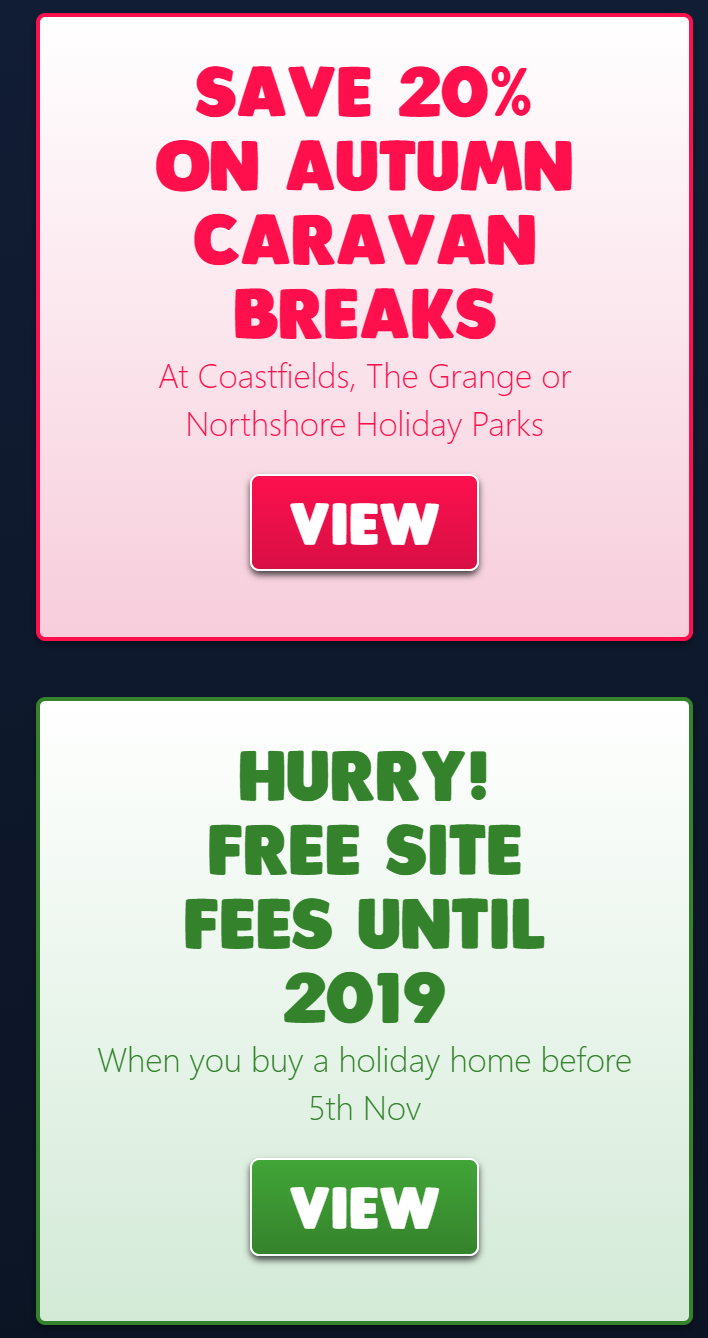 SAVE 20%
ON AUTUMN
CARAVAN
BREAKS
At Coastfields, The Grange or
Northshore Holiday Parks
VIEW
HURRY!
FREE SITE
FEES UNTIL
2019
When you buy a holiday home before
5th Nov
VIEW